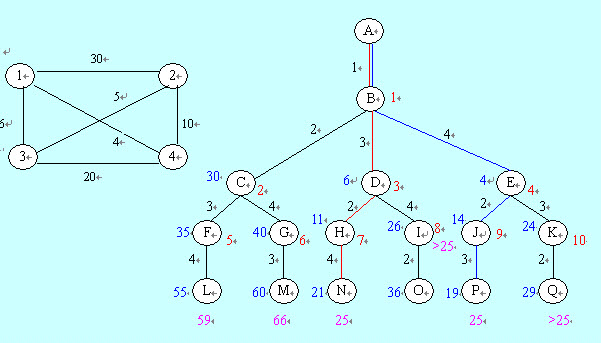 30
1 2
5
6 10
4
3 4
20
A
1
B 1
2 3 4
30 C 2 6 D 3 4 E 4
3 4 2 4 2 3
35 F 5 40 G 6 11 H 7 26 I 8 14 J 9 24 K 10
>25
4 3 4 2 3 2
55 L 60 M 21 N 36 O 19 P 29 Q
59 66 25 25 >25